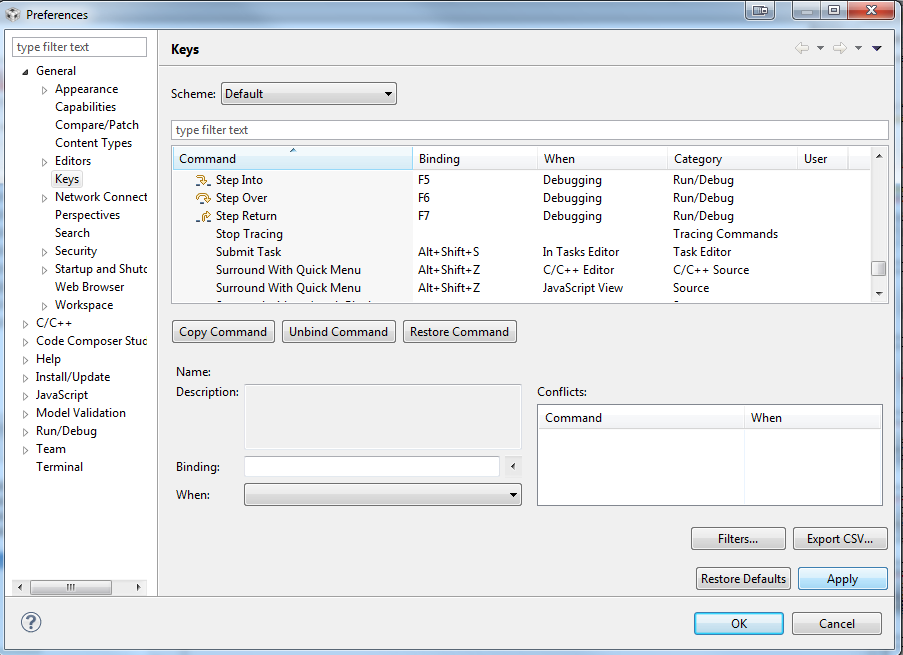 Preferences
type filter text
General
Appearance
Capabilities
Compare/Patch
Content Types
Editors
Keys
Network Connect
Perspectives
Search
Security
Startup and Shutc
Web Browser
Workspace
C/C++
Code Composer Stuc
Help
Install/Update
JavaScript
Model Validation
Run/Debug
Team
Terminal
Keys
Scheme: Default
type filter text
Command Binding When Category User
Step Into F5 Debugging Run/Debug
Step Over F6 Debugging Run/Debug
Step Return F7 Debugging Run/Debug
Stop Tracing Tracing Commands
Submit Task Alt+Shift+S In Tasks Editor Task Editor
Surround With Quick Menu Alt+Shift+Z C/C++ Editor C/C++ Source
Surround With Quick Menu Alt+Shift+Z JavaScript View Source
Copy Command Unbind Command Restore Command
Name:
Description:
Binding:
When:
Conflicts:
Command When
Filters... Export CSV...
Restore Defaults Apply
OK Cancel